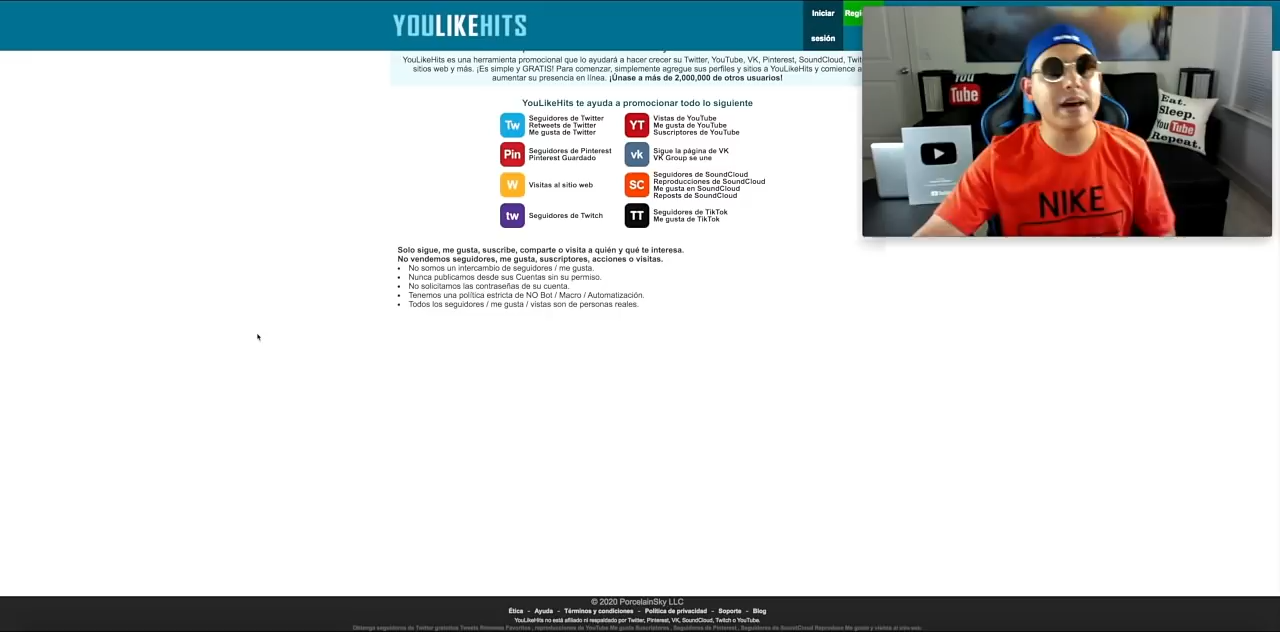 YOULIKEHITS
Iniciar
sesión
Regi
YouLikeHits es una herramienta promocional que lo ayudará a hacer crecer su Twitter, YouTube, VK, Pinterest, SoundCloud, Twit
sitios web y más. ¡Es simple y GRATIS! Para comenzar, simplemente agregue sus perfiles y sitios a YouLikeHits y comience a
aumentar su presencia en línea. ¡Únase a más de 2,000,000 de otros usuarios!
YouLikeHits te ayuda a promocionar todo lo siguiente
Tw
Seguidores de Twitter
Retweets de Twitter
Me gusta de Twitter
YT
Vistas de YouTube
Me gusta de YouTube
Suscriptores de YouTube
Pin
Seguidores de Pinterest
Pinterest Guardado
vk
Sigue la página de VK
VK Group se une
W
Visitas al sitio web
SC
Seguidores de SoundCloud
Reproducciones de SoundCloud
Me gusta en SoundCloud
Reposts de SoundCloud
tw
Seguidores de Twitch
TT
Seguidores de TikTok
Me gusta de TikTok
Solo sigue, me gusta, suscribe, comparte o visita a quién y qué te interesa.
No vendemos seguidores, me gusta, suscriptores, acciones o visitas.
• No somos un intercambio de seguidores / me gusta.
• Nunca publicamos desde sus Cuentas sin su permiso.
• No solicitamos las contraseñas de su cuenta.
• Tenemos una política estricta de NO Bot / Macro / Automatización.
• Todos los seguidores / me gusta / vistas son de personas reales.
You
Tube
Eat.
Sleep.
YouTube
Repeat.
NIKE
© 2020 PorcelainSky LLC
Ética - Ayuda - Términos y condiciones - Política de privacidad - Soporte - Blog
YouLikeHits no está afiliado ni respaldado por Twitter, Pinterest, VK, SoundCloud, Twitch o YouTube.